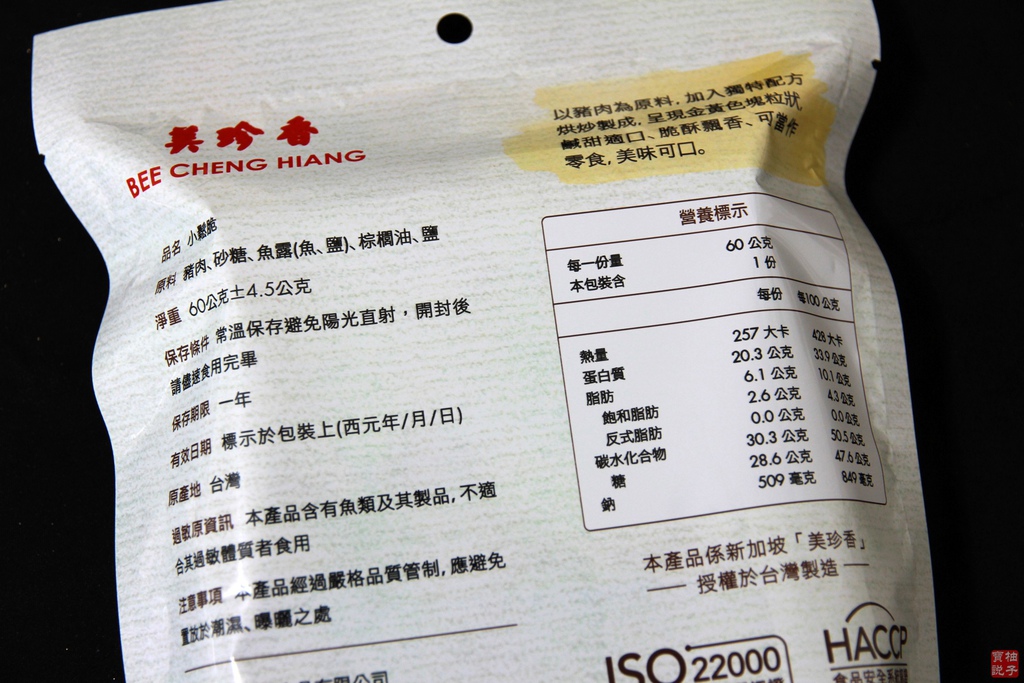 美珍香
BEE CHENG HIANG
以豬肉為原料, 加入獨特配方
烘炒製成, 呈現金黃色塊粒狀
鹹甜適口、脆酥飄香、可當作
零食, 美味可口。
品名 小鬆脆
原料 豬肉、砂糖、魚露(魚、鹽)、棕櫚油、鹽
淨重 60公克±4.5公克
保存條件 常溫保存避免陽光直射，開封後
請儘速食用完畢
保存期限 一年
有效日期 標示於包裝上(西元年/月/日)
原產地 台灣
過敏原資訊 本產品含有魚類及其製品, 不適
合其過敏體質者食用
注意事項 本產品經過嚴格品質管制, 應避免
置放於潮濕、曝曬之處
有限公司
營養標示
每一份量 60 公克
本包裝含 1 份
每份 每100公克
熱量 257 大卡 428 大卡
蛋白質 20.3 公克 33.9 公克
脂肪 6.1 公克 10.1 公克
飽和脂肪 2.6 公克 4.3 公克
反式脂肪 0.0 公克 0.0 公克
碳水化合物 30.3 公克 50.5 公克
糖 28.6 公克 47.6 公克
鈉 509 毫克 849 毫克
本產品係新加坡「美珍香」
授權於台灣製造
ISO 22000
HACCP
食品安全系統
柚子
寶說